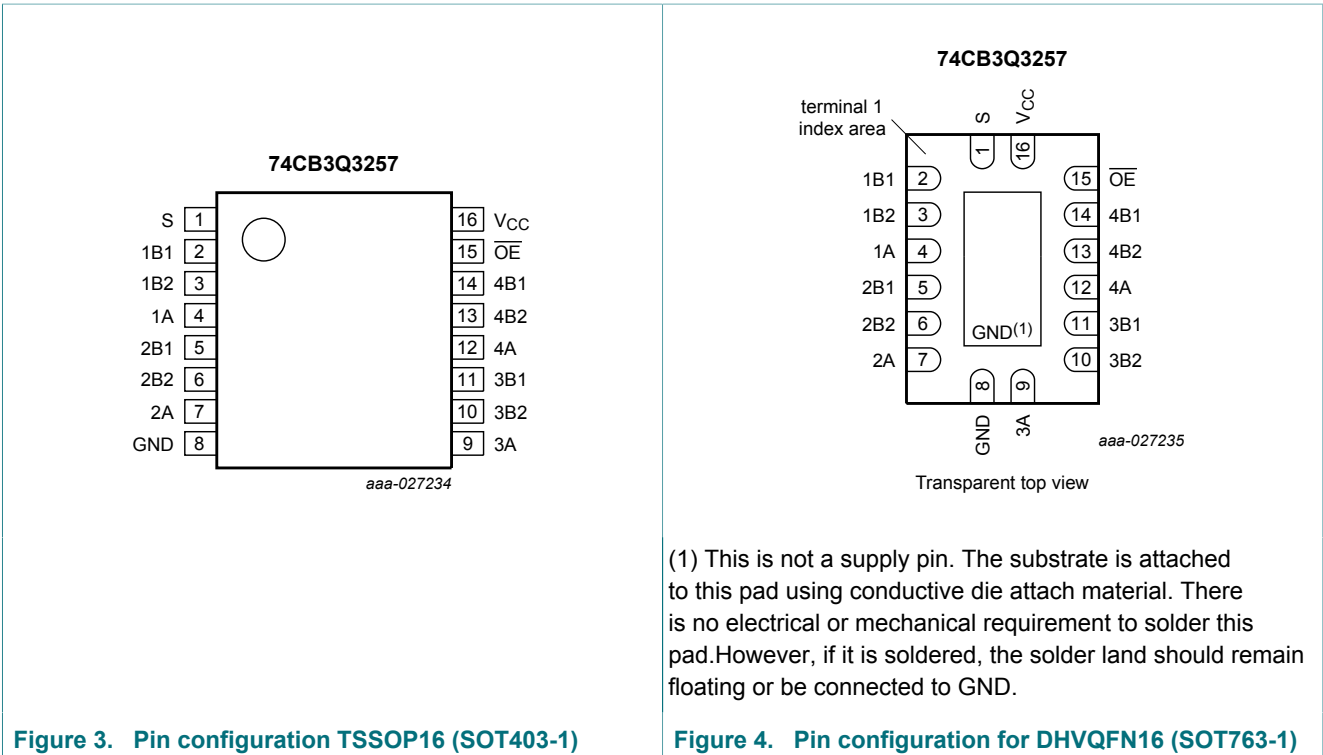 74CB3Q3257
S 1
1B1 2
1B2 3
1A 4
2B1 5
2B2 6
2A 7
GND 8
16 VCC
15 OE
14 4B1
13 4B2
12 4A
11 3B1
10 3B2
9 3A
aaa-027234
Figure 3. Pin configuration TSSOP16 (SOT403-1)
74CB3Q3257
terminal 1
index area
S
VCC
1
16
1B1 2
1B2 3
1A 4
2B1 5
2B2 6
2A 7
15 OE
14 4B1
13 4B2
12 4A
11 3B1
10 3B2
GND(1)
8
9
GND
3A
aaa-027235
Transparent top view
(1) This is not a supply pin. The substrate is attached
to this pad using conductive die attach material. There
is no electrical or mechanical requirement to solder this
pad.However, if it is soldered, the solder land should remain
floating or be connected to GND.
Figure 4. Pin configuration for DHVQFN16 (SOT763-1)